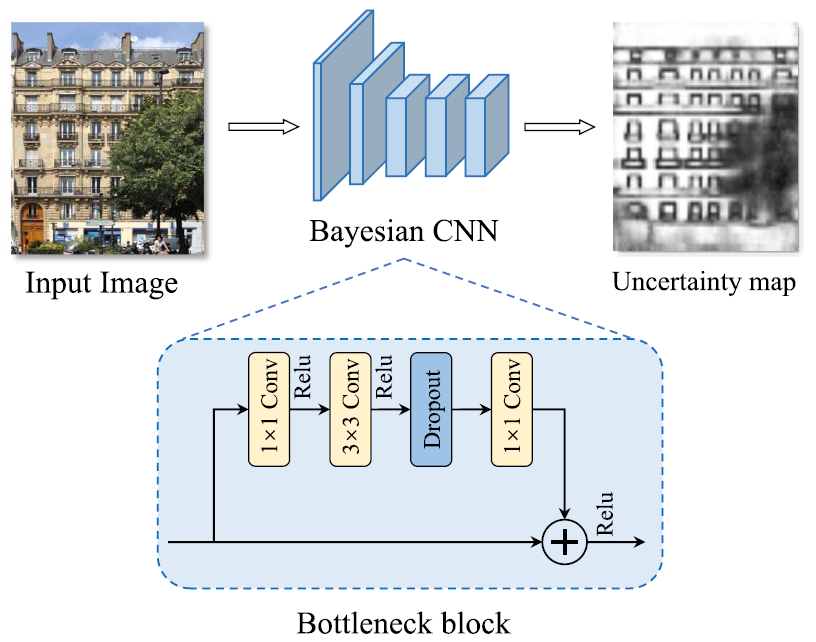 Input Image
Bayesian CNN
Uncertainty map
1×1 Conv
Relu
3×3 Conv
Relu
Dropout
1×1 Conv
Relu
Bottleneck block